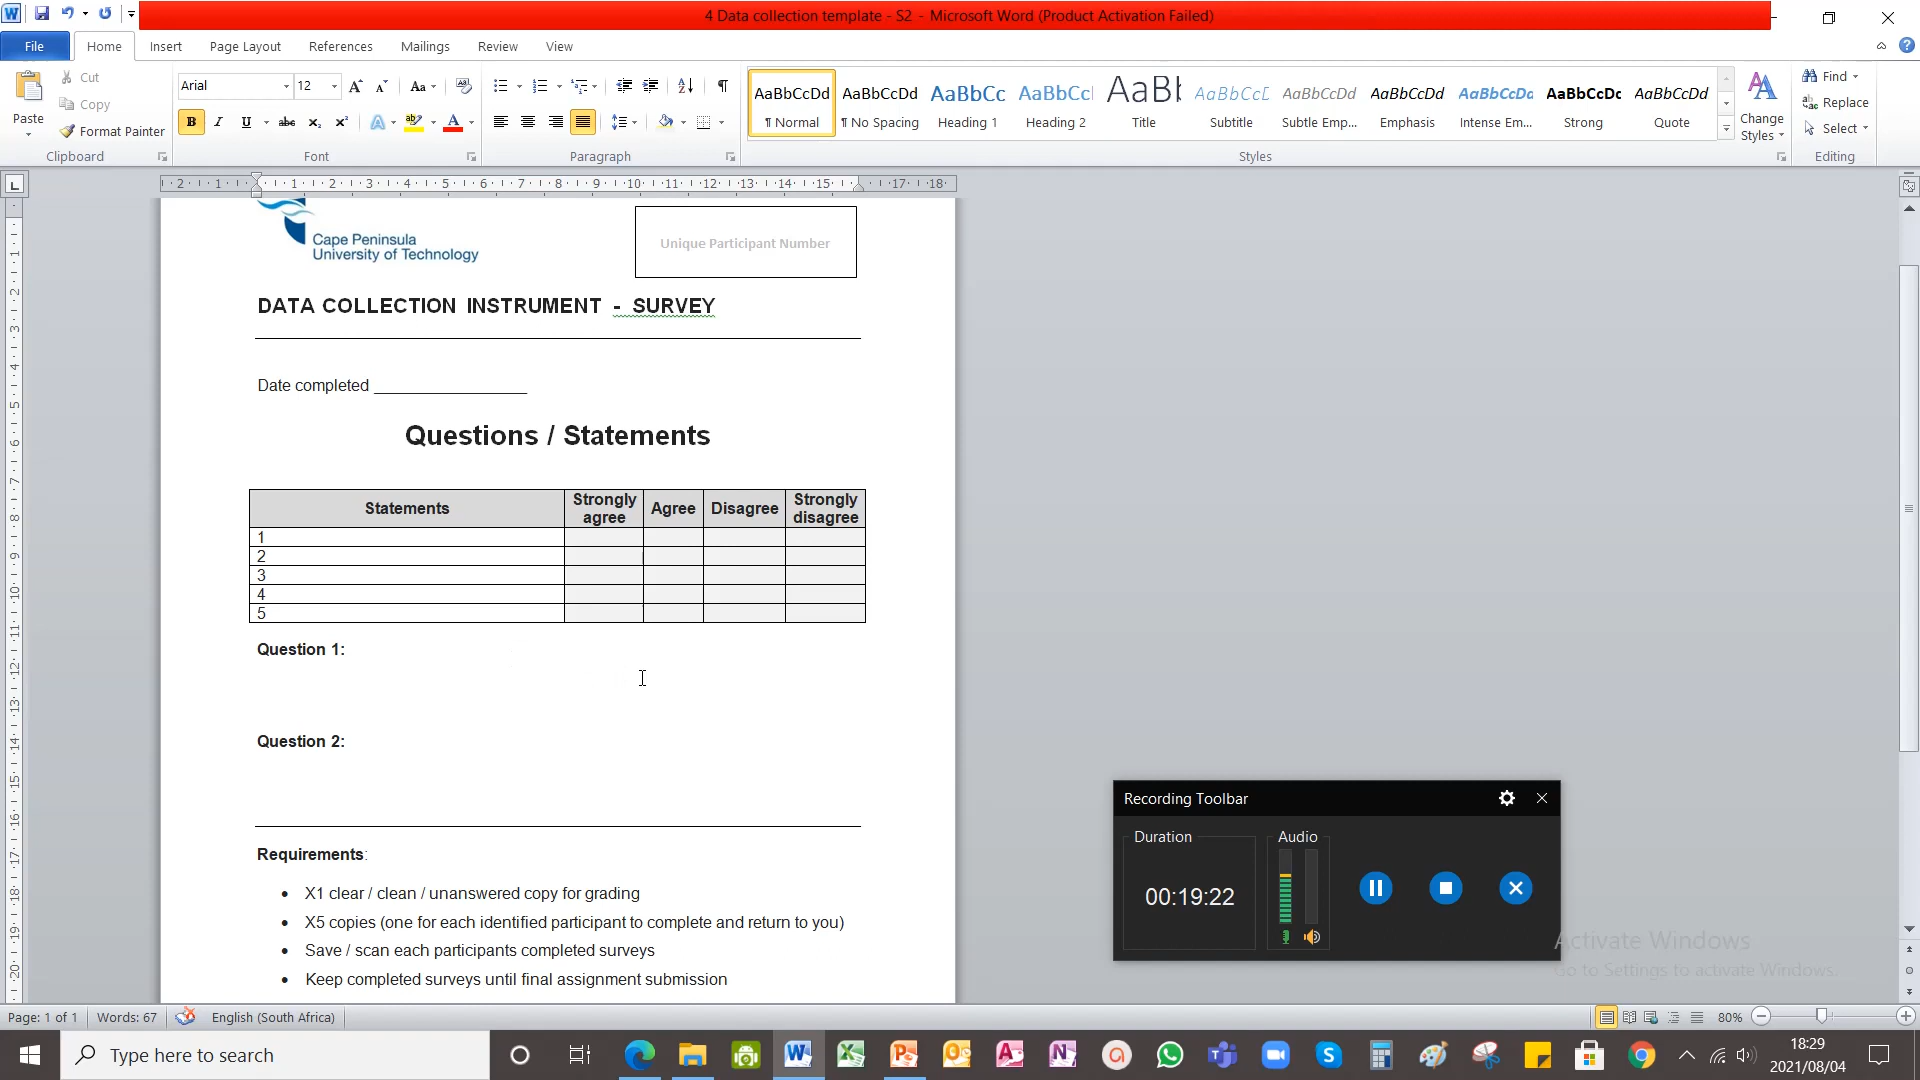 4 Data collection template - S2 - Microsoft Word (Product Activation Failed)
File Home Insert Page Layout References Mailings Review View
Paste
Cut
Copy
Format Painter
Clipboard
Arial 12
Font
Paragraph
AaBbCcDd AaBbCcDd AaBbCc AaBbCc AaBb AaBbCcD AaBbCcDd AaBbCcDd AaBbCcDd AaBbCcDc AaBbCcDd
¶ Normal ¶ No Spacing Heading 1 Heading 2 Title Subtitle Subtle Emp... Emphasis Intense Em... Strong Quote
Styles
Change Styles
Find
Replace
Select
Editing
Cape Peninsula
University of Technology
Unique Participant Number
DATA COLLECTION INSTRUMENT - SURVEY
Date completed __________________
Questions / Statements
Statements Strongly agree Agree Disagree Strongly disagree
1
2
3
4
5
Question 1:
Question 2:
Requirements:
• X1 clear / clean / unanswered copy for grading
• X5 copies (one for each identified participant to complete and return to you)
• Save / scan each participants completed surveys
• Keep completed surveys until final assignment submission
Recording Toolbar
Duration
00:19:22
Audio
Activate Windows
Go to Settings to activate Windows.
Page: 1 of 1 Words: 67 English (South Africa) 80%
Type here to search
18:29
2021/08/04